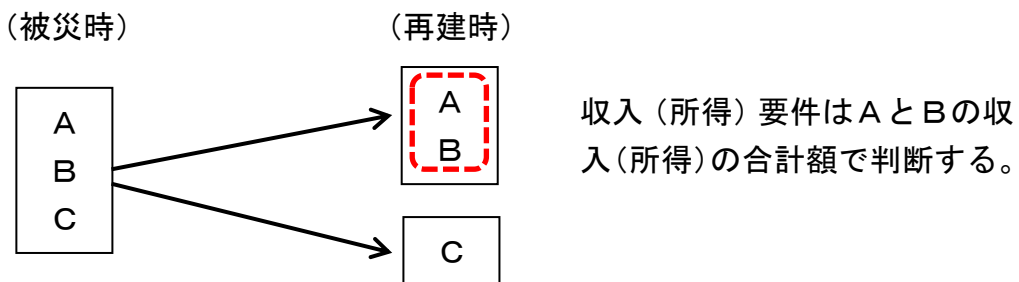 （被災時）
（再建時）
Ａ
Ｂ
Ｃ
Ａ
Ｂ
Ｃ
収入（所得）要件はＡとＢの収
入（所得）の合計額で判断する。